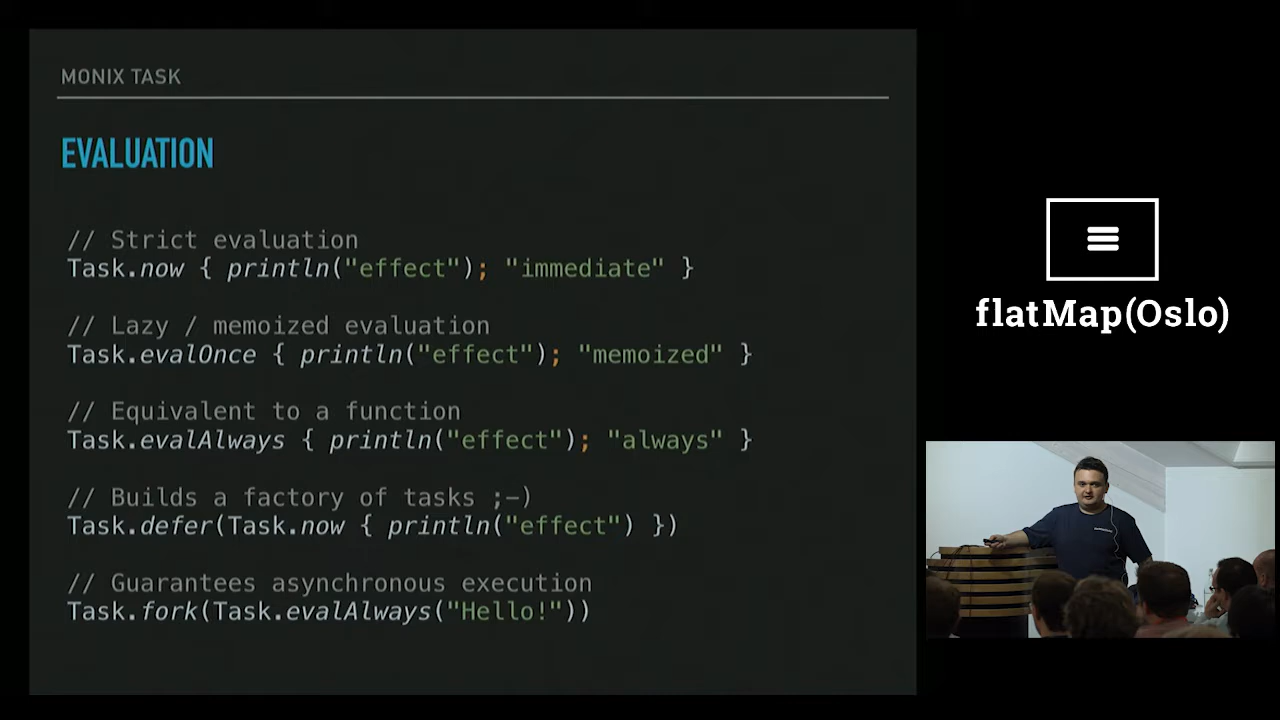 MONIX TASK
EVALUATION
// Strict evaluation
Task.now { println("effect"); "immediate" }
// Lazy / memoized evaluation
Task.evalOnce { println("effect"); "memoized" }
// Equivalent to a function
Task.evalAlways { println("effect"); "always" }
// Builds a factory of tasks ;-)
Task.defer(Task.now { println("effect") })
// Guarantees asynchronous execution
Task.fork(Task.evalAlways("Hello!"))
flatMap(Oslo)